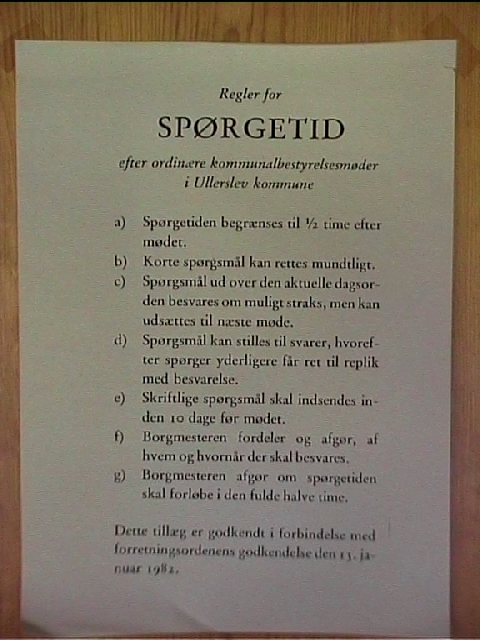 Regler for
SPØRGETID
efter ordinære kommunalbestyrelsesmøder
i Ullerslev kommune
a) Spørgetiden begrænses til ½ time efter
mødet.
b) Korte spørgsmål kan rettes mundtligt.
c) Spørgsmål ud over den aktuelle dagsor-
den besvares om muligt straks, men kan
udsættes til næste møde.
d) Spørgsmål kan stilles til svarer, hvoref-
ter spørger yderligere får ret til replik
med besvarelse.
e) Skriftlige spørgsmål skal indsendes in-
den 10 dage før mødet.
f) Borgmesteren fordeler og afgør, af
hvem og hvornår der skal besvares.
g) Borgmesteren afgør om spørgetiden
skal forløbe i den fulde halve time.
Dette tillæg er godkendt i forbindelse med
forretningsordenens godkendelse den 13. ja-
nuar 1982.